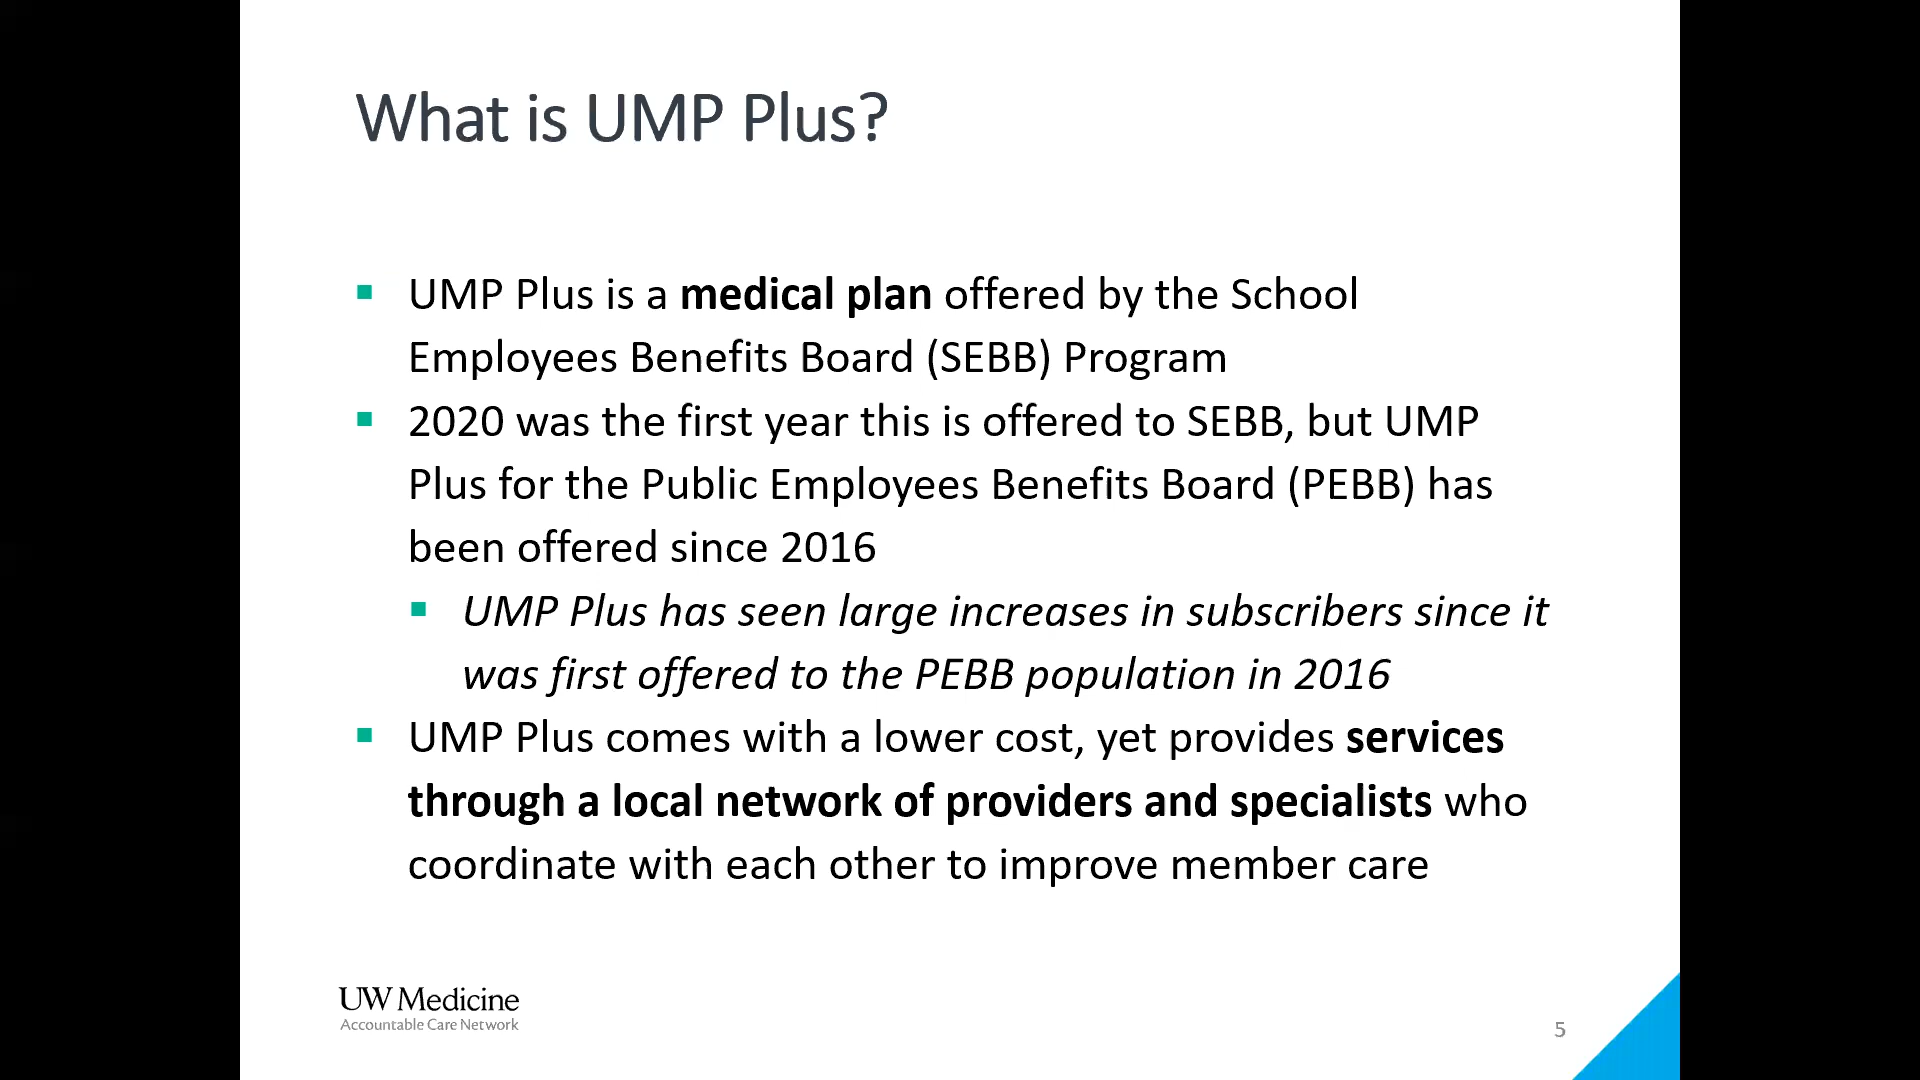 What is UMP Plus?
UMP Plus is a medical plan offered by the School
Employees Benefits Board (SEBB) Program
2020 was the first year this is offered to SEBB, but UMP
Plus for the Public Employees Benefits Board (PEBB) has
been offered since 2016
UMP Plus has seen large increases in subscribers since it
was first offered to the PEBB population in 2016
UMP Plus comes with a lower cost, yet provides services
through a local network of providers and specialists who
coordinate with each other to improve member care
UW Medicine
Accountable Care Network
5